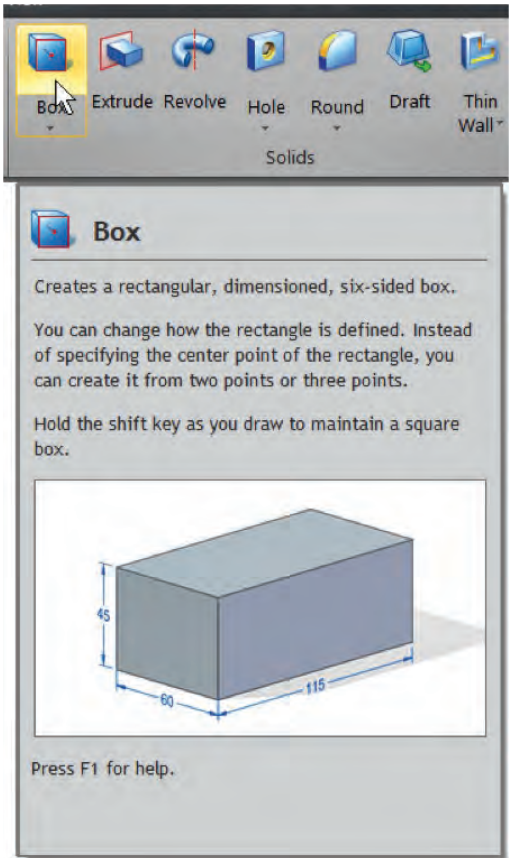 Box
Extrude
Revolve
Hole
Round
Draft
Thin
Wall
Solids
Box
Creates a rectangular, dimensioned, six-sided box.
You can change how the rectangle is defined. Instead
of specifying the center point of the rectangle, you
can create it from two points or three points.
Hold the shift key as you draw to maintain a square
box.
45
60
115
Press F1 for help.